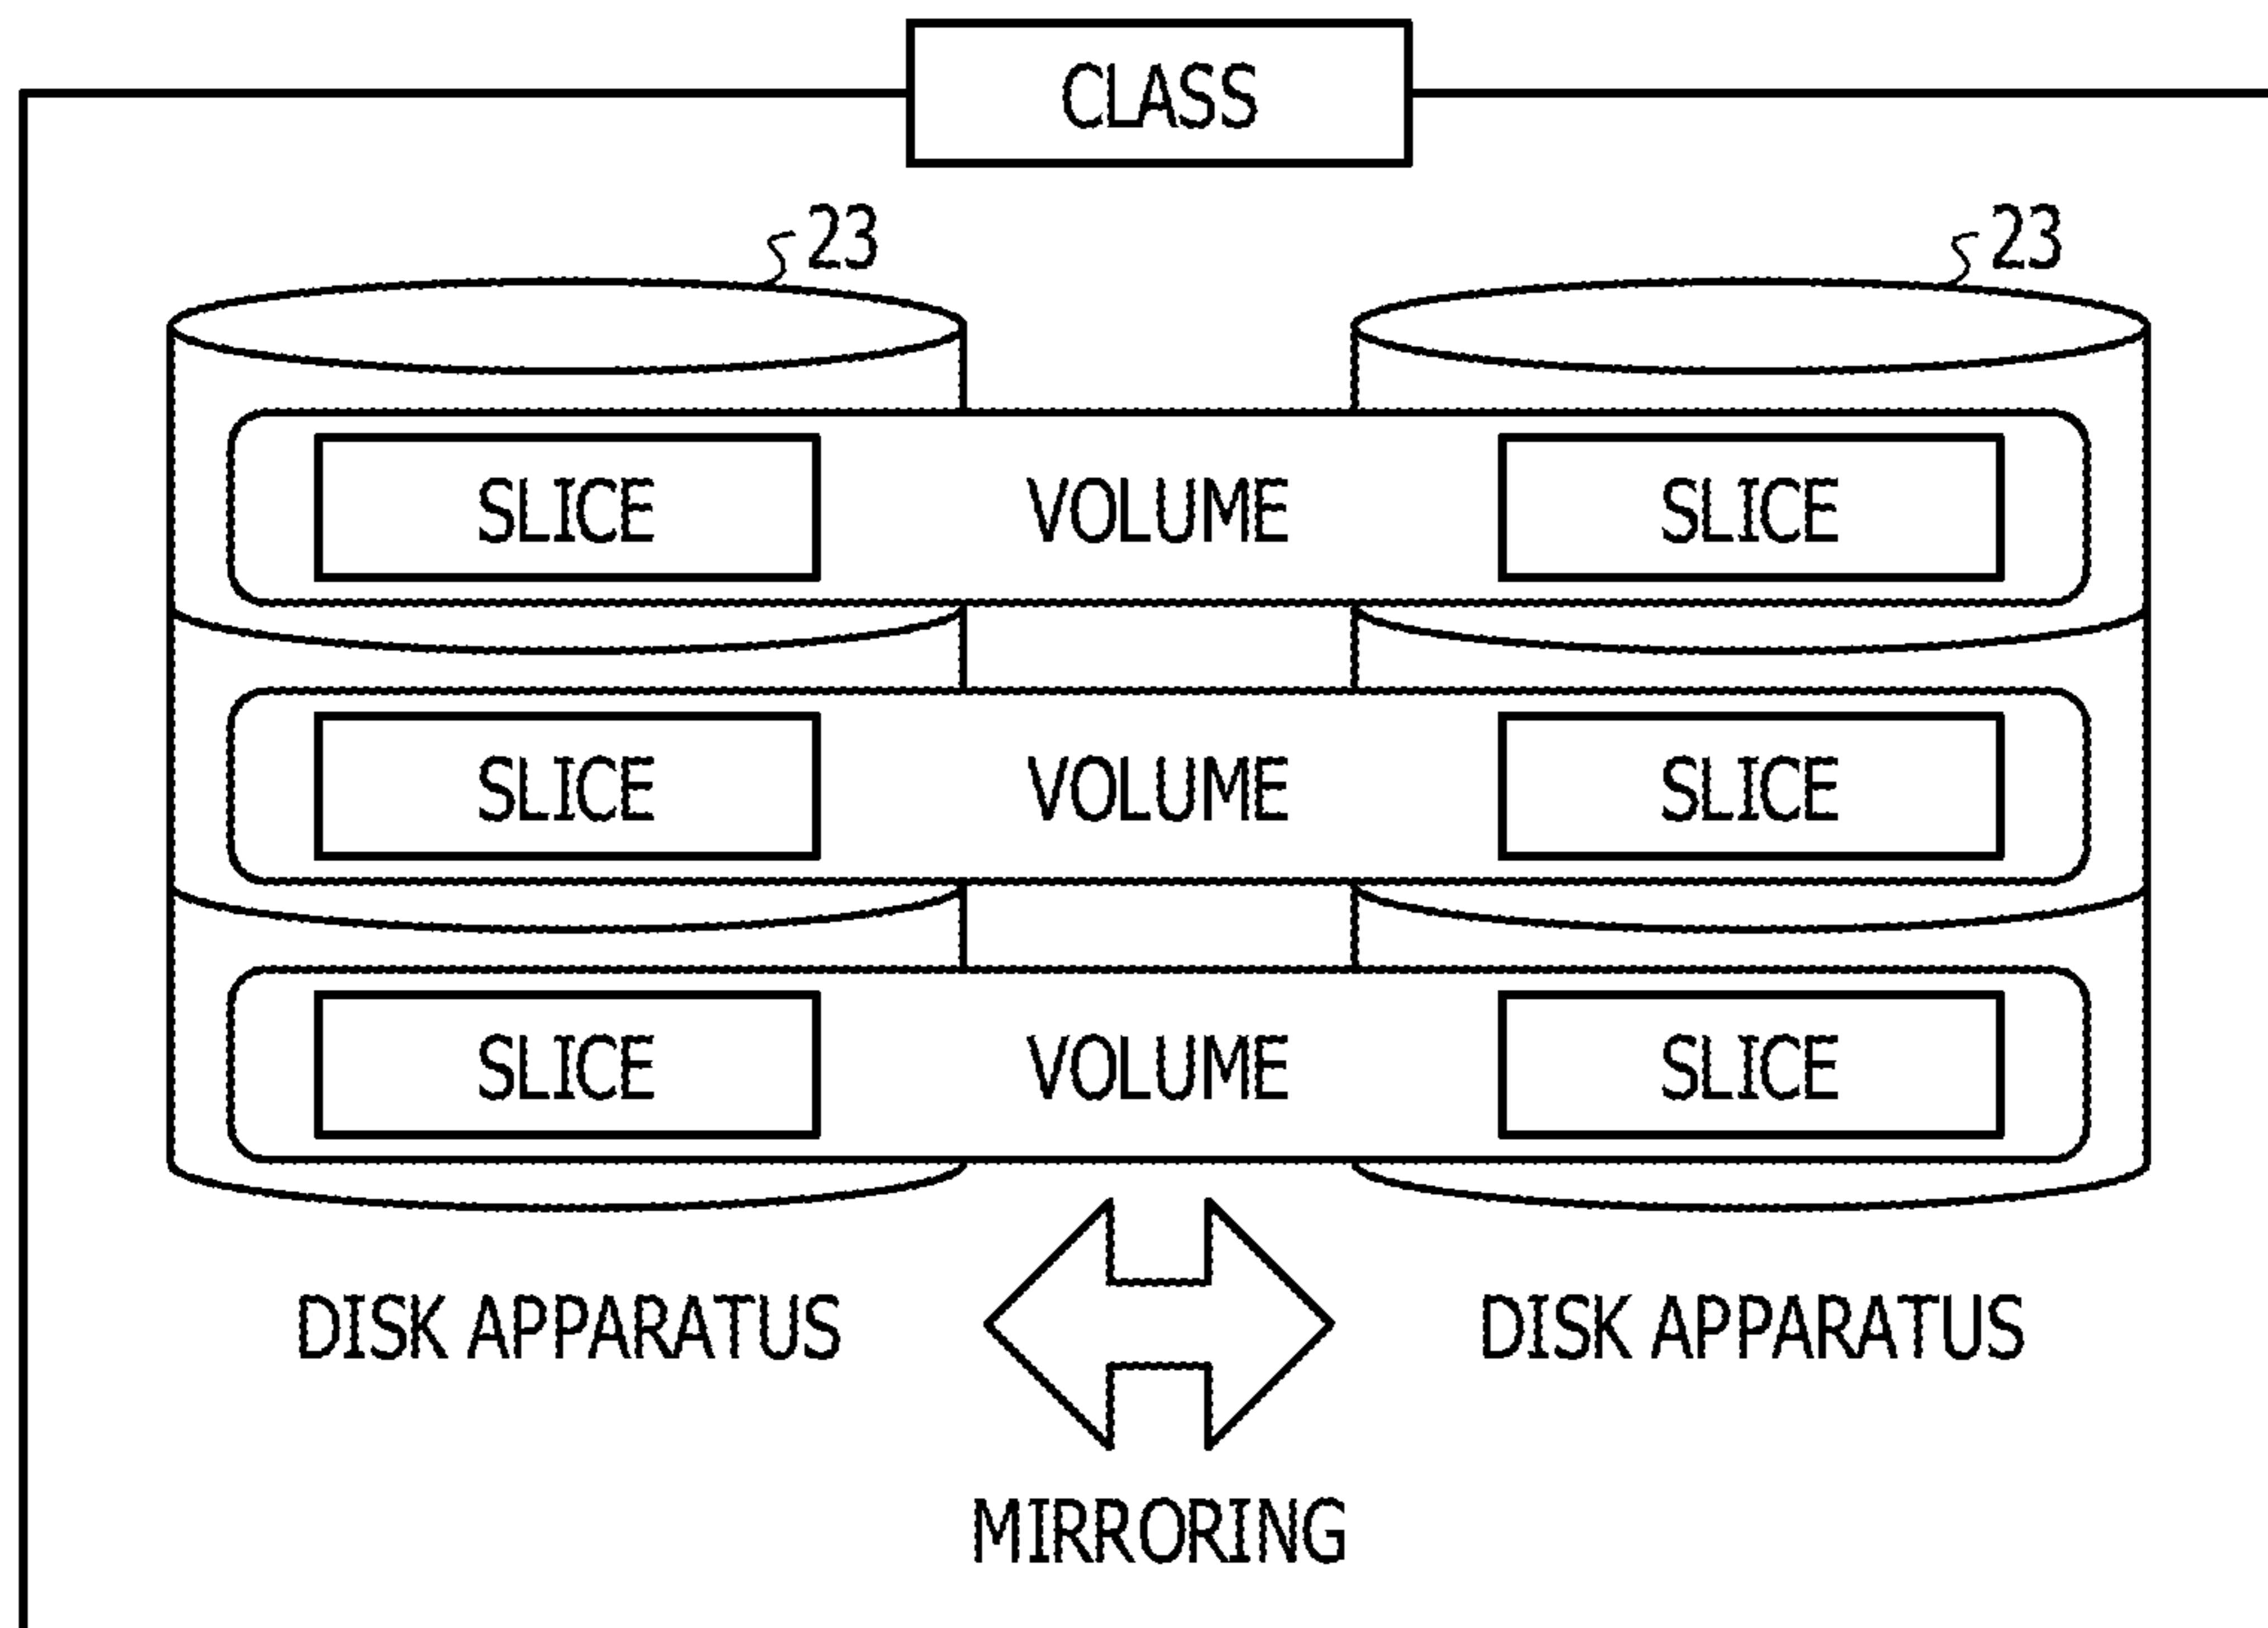 CLASS
23 23
SLICE VOLUME SLICE
SLICE VOLUME SLICE
SLICE VOLUME SLICE
DISK APPARATUS DISK APPARATUS
MIRRORING